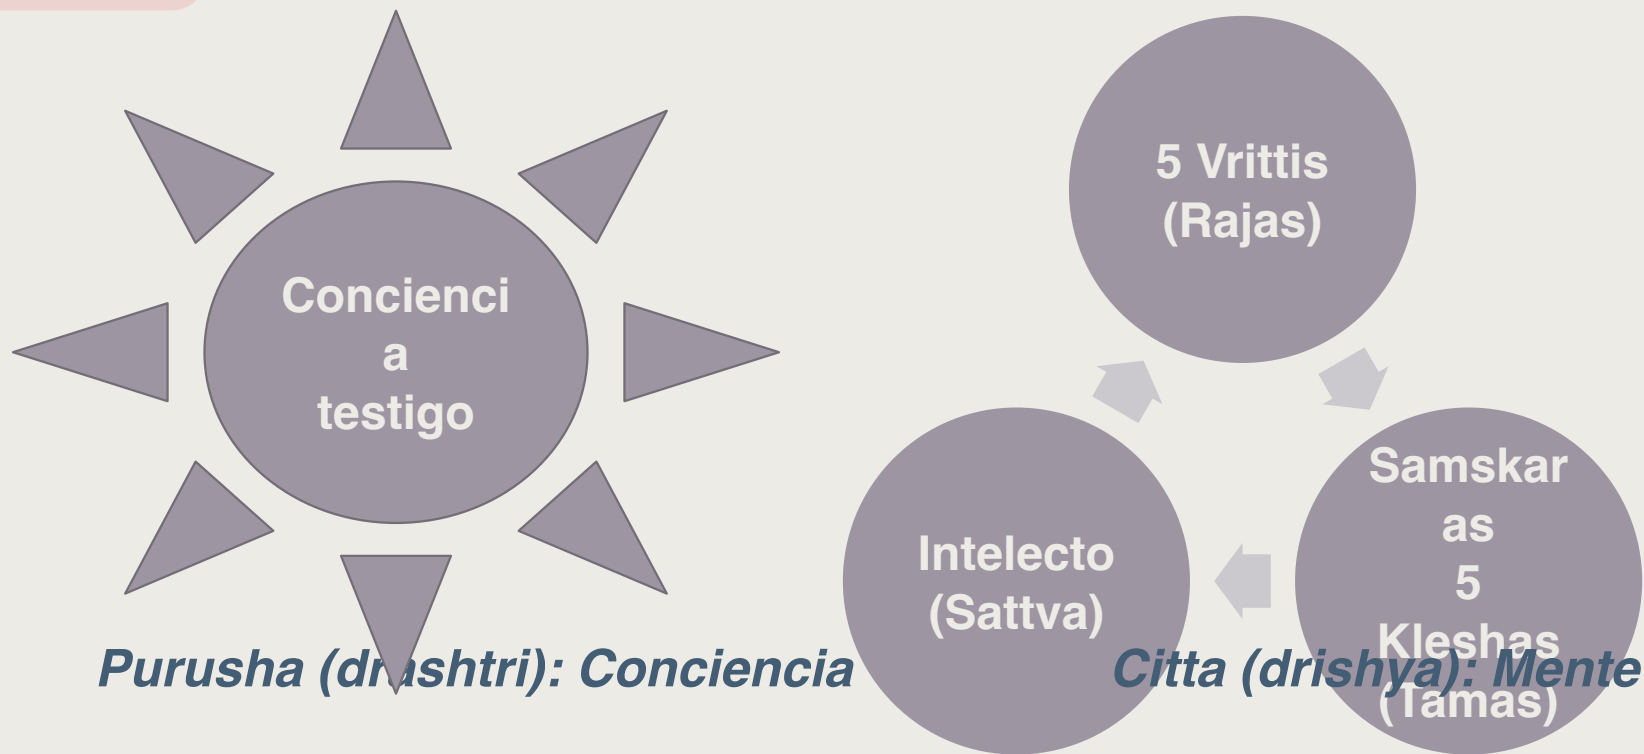 Concienci
a
testigo
Purusha (drashtri): Conciencia
5 Vrittis
(Rajas)
Samskar
as
5
Kleshas
(Tamas)
Intelecto
(Sattva)
Citta (drishya): Mente